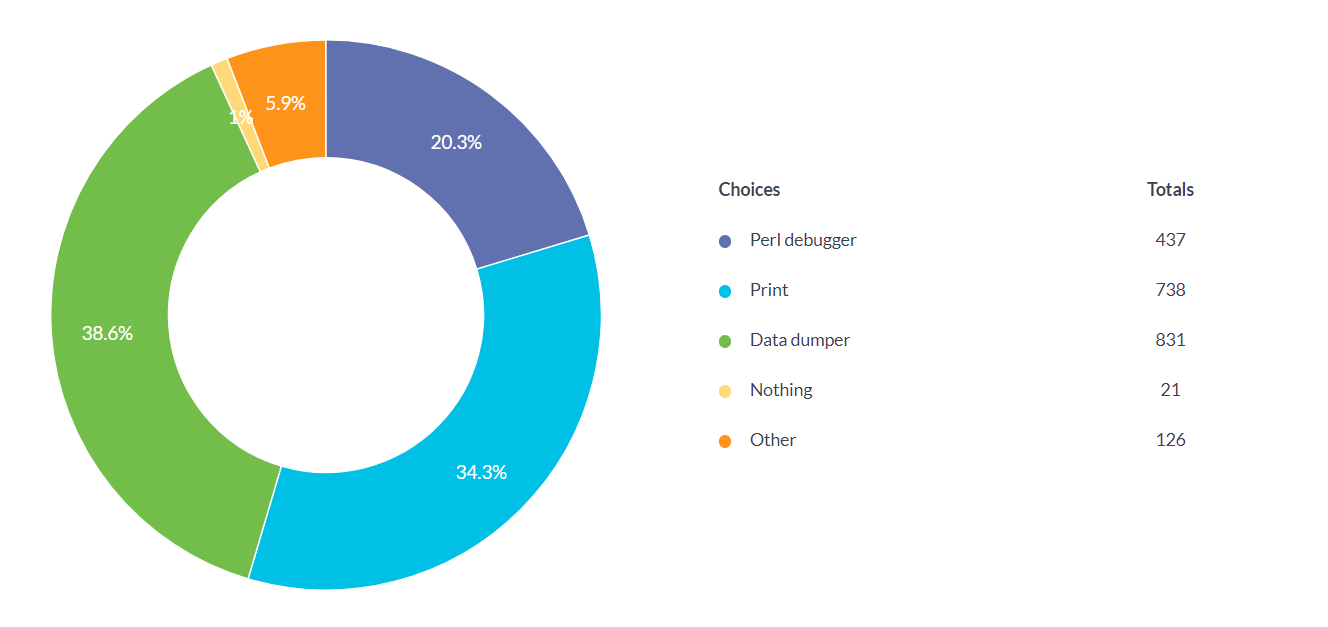 5.9%
1%
20.3%
38.6%
34.3%
Choices Totals
Perl debugger 437
Print 738
Data dumper 831
Nothing 21
Other 126